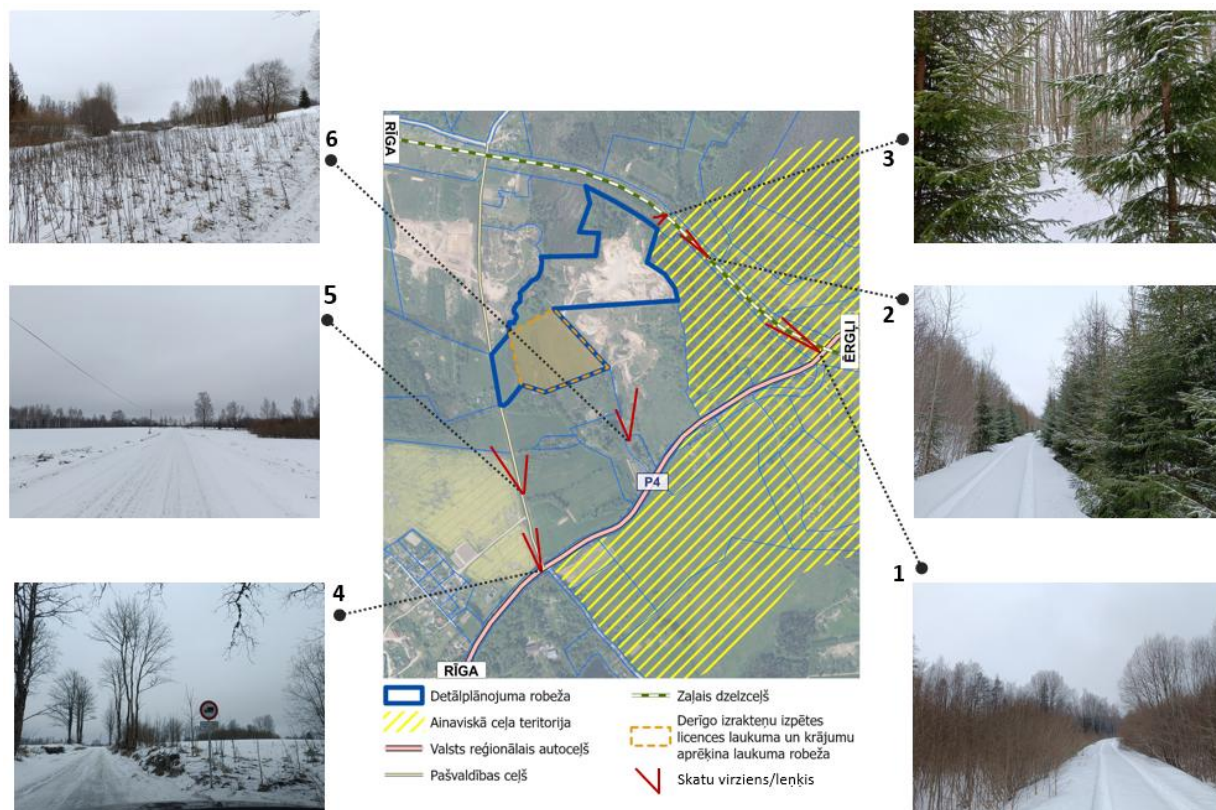 6
3
RĪGA
5
2
ĒRGĻI
P4
4
1
RĪGA
Detālplānojuma robeža
Ainaviskā ceļa teritorija
Valsts reģionālais autoceļš
Pašvaldības ceļš
Zaļais dzelzceļš
Derīgo izrakteņu izpētes
licences laukuma un krājumu
aprēķina laukuma robeža
Skatu virziens/leņķis